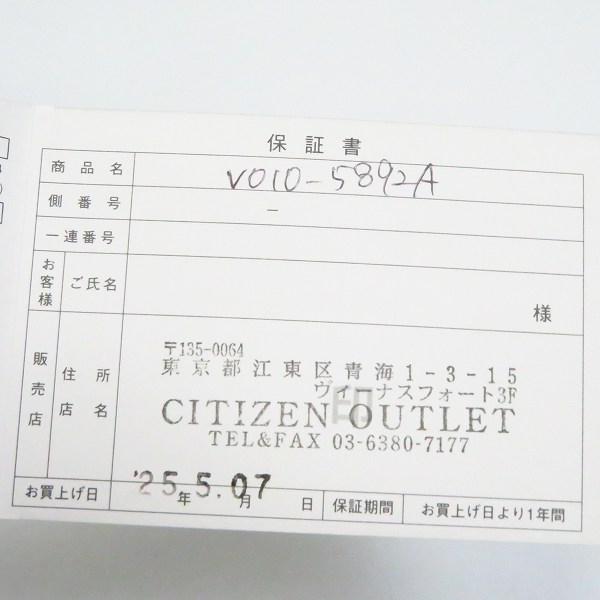 保証書
商品名 VO10-5892A
側番号 －
一連番号
お客様 ご氏名 様
販売店 住所 店名
〒135-0064
東京都江東区青海1-3-15
ヴィーナスフォート3F
印
CITIZEN OUTLET
TEL&FAX 03-6380-7177
お買上げ日 '25.5.07 年 月 日 保証期間 お買上げ日より1年間